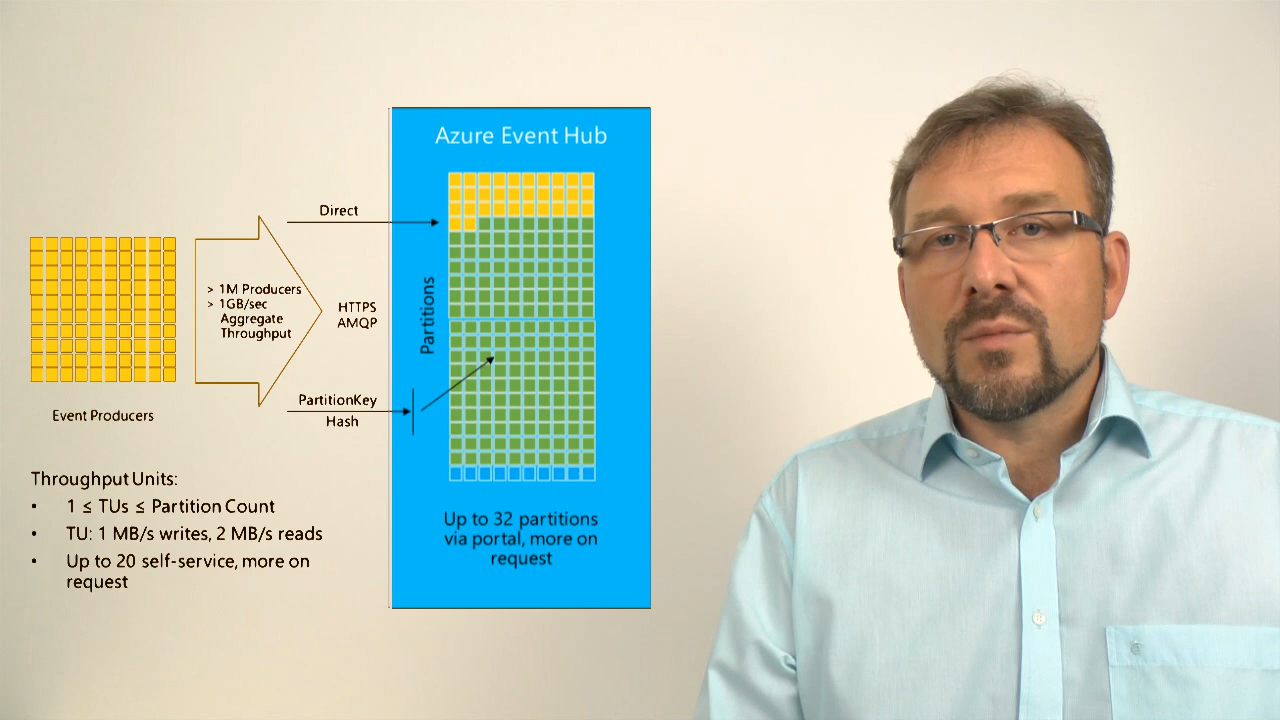 Azure Event Hub
Direct
> 1M Producers
> 1GB/sec
Aggregate
Throughput
HTTPS
AMQP
Partitions
PartitionKey
Hash
Event Producers
Throughput Units:
• 1 ≤ TUs ≤ Partition Count
• TU: 1 MB/s writes, 2 MB/s reads
• Up to 20 self-service, more on
request
Up to 32 partitions
via portal, more on
request